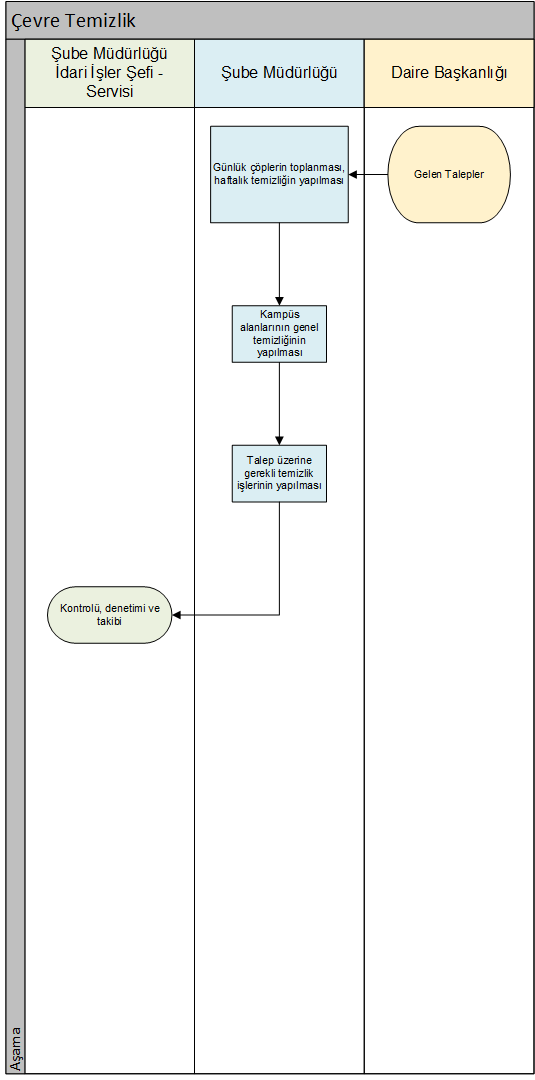 Çevre Temizlik
Şube Müdürlüğü
İdari İşler Şefi -
Servisi
Şube Müdürlüğü
Daire Başkanlığı
Gelen Talepler
Günlük çöplerin toplanması,
haftalık temizliğin yapılması
Kampüs
alanlarının genel
temizliğinin
yapılması
Talep üzerine
gerekli temizlik
işlerinin yapılması
Kontrolü, denetimi ve
takibi
Aşama